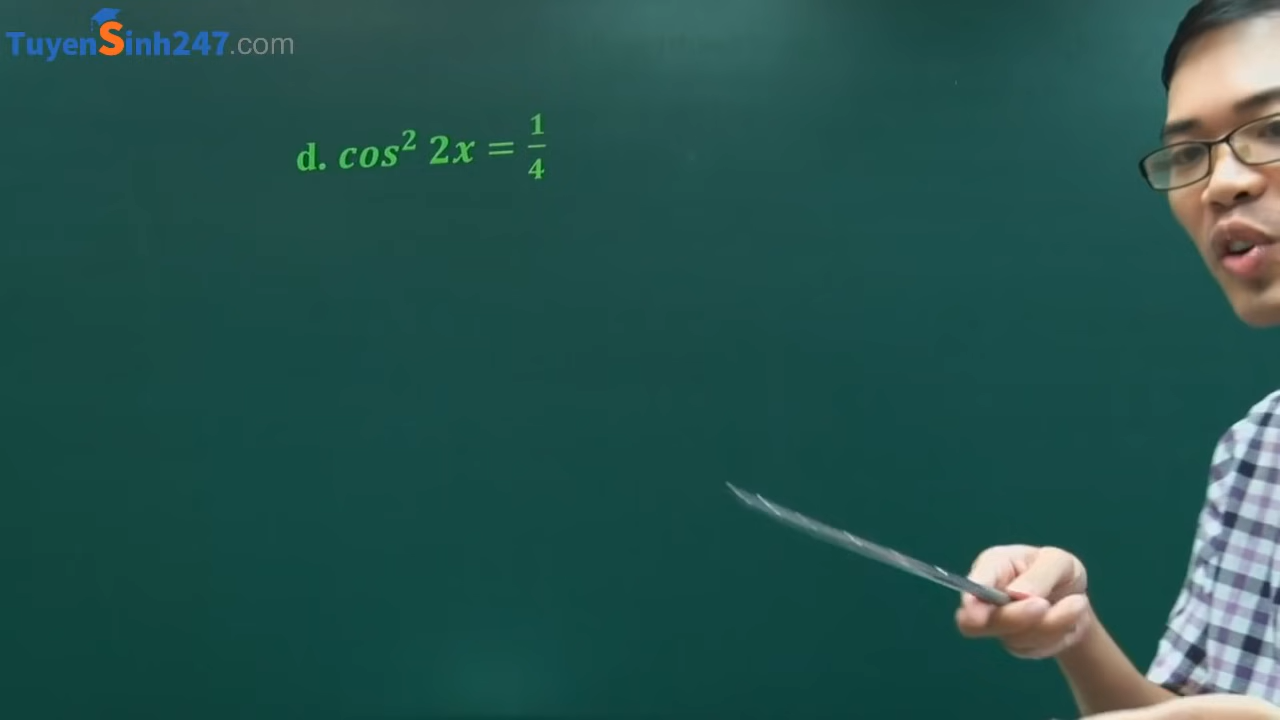 TuyenSinh247.com
d. cos² 2x = 1/4